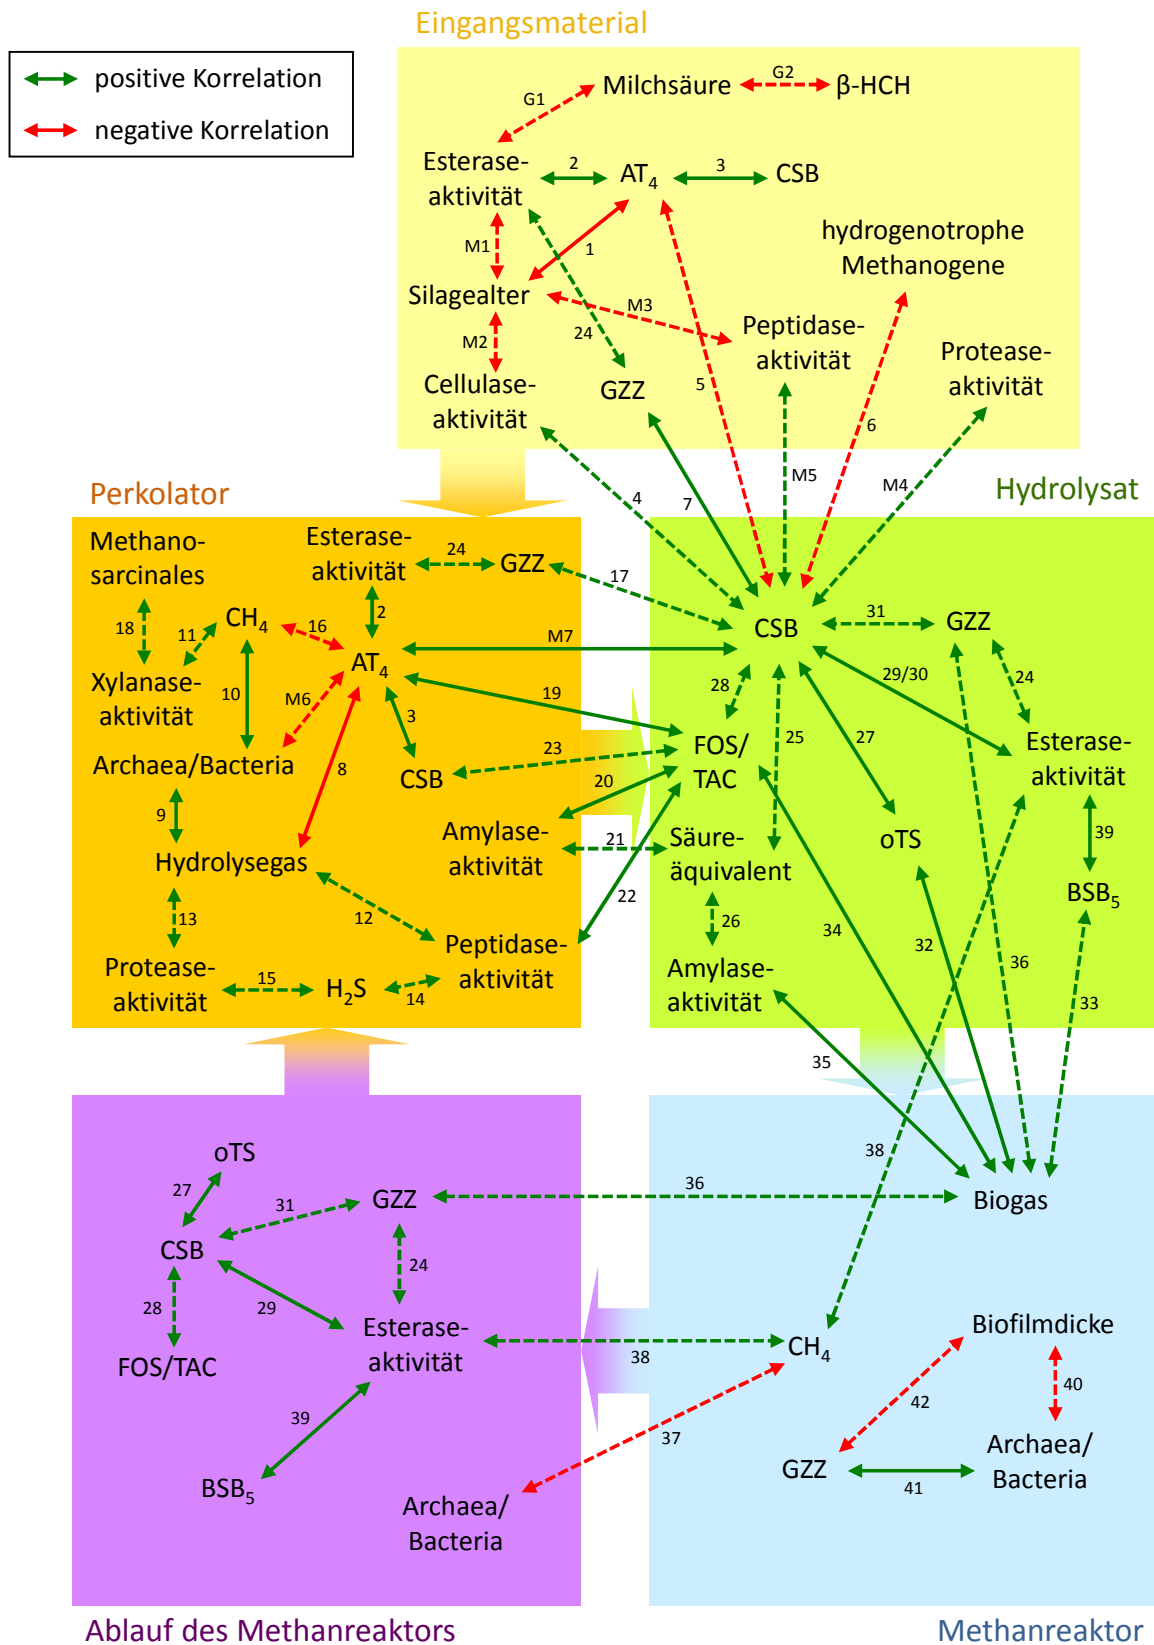 Eingangsmaterial
positive Korrelation
negative Korrelation
Milchsäure
G2
β-HCH
G1
Esterase-
aktivität
2
AT₄
3
CSB
M1
1
hydrogenotrophe
Methanogene
Silagealter
M3
24
M2
Peptidase-
aktivität
Protease-
aktivität
Cellulase-
aktivität
GZZ
5
6
4
7
M5
M4
Perkolator
Hydrolysat
Methano-
sarcinales
Esterase-
aktivität
24
GZZ
17
18
11
CH₄
16
2
AT₄
M7
CSB
31
GZZ
24
Xylanase-
aktivität
10
M6
3
19
28
25
27
29/30
Archaea/Bacteria
8
CSB
23
FOS/
TAC
Esterase-
aktivität
9
20
Hydrolysegas
Amylase-
aktivität
21
Säure-
äquivalent
oTS
39
BSB₅
13
12
22
26
34
32
36
33
Protease-
aktivität
15
H₂S
14
Peptidase-
aktivität
Amylase-
aktivität
35
38
oTS
27
31
GZZ
36
Biogas
CSB
24
28
29
FOS/TAC
Esterase-
aktivität
38
CH₄
Biofilmdicke
40
42
39
37
BSB₅
GZZ
41
Archaea/
Bacteria
Archaea/
Bacteria
Ablauf des Methanreaktors
Methanreaktor